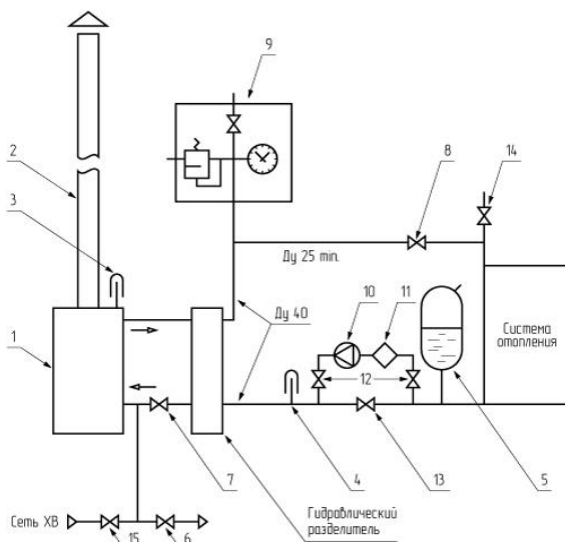 9
14
2
8
3
Ду 25 min.
10
11
Ду 40
1
12
Система
отопления
7
4
13
5
Гидравлический
разделитель
Сеть ХВ
15
6